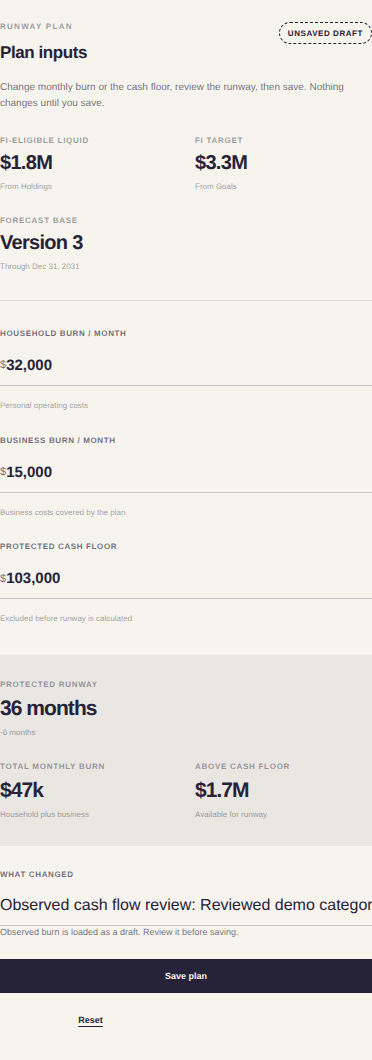 RUNWAY PLAN
UNSAVED DRAFT
Plan inputs
Change monthly burn or the cash floor, review the runway, then save. Nothing
changes until you save.
FI-ELIGIBLE LIQUID
FI TARGET
$1.8M
$3.3M
From Holdings
From Goals
FORECAST BASE
Version 3
Through Dec 31, 2031
HOUSEHOLD BURN / MONTH
$32,000
Personal operating costs
BUSINESS BURN / MONTH
$15,000
Business costs covered by the plan
PROTECTED CASH FLOOR
$103,000
Excluded before runway is calculated
PROTECTED RUNWAY
36 months
-6 months
TOTAL MONTHLY BURN
ABOVE CASH FLOOR
$47k
$1.7M
Household plus business
Available for runway
WHAT CHANGED
Observed cash flow review: Reviewed demo categor
Observed burn is loaded as a draft. Review it before saving.
Save plan
Reset